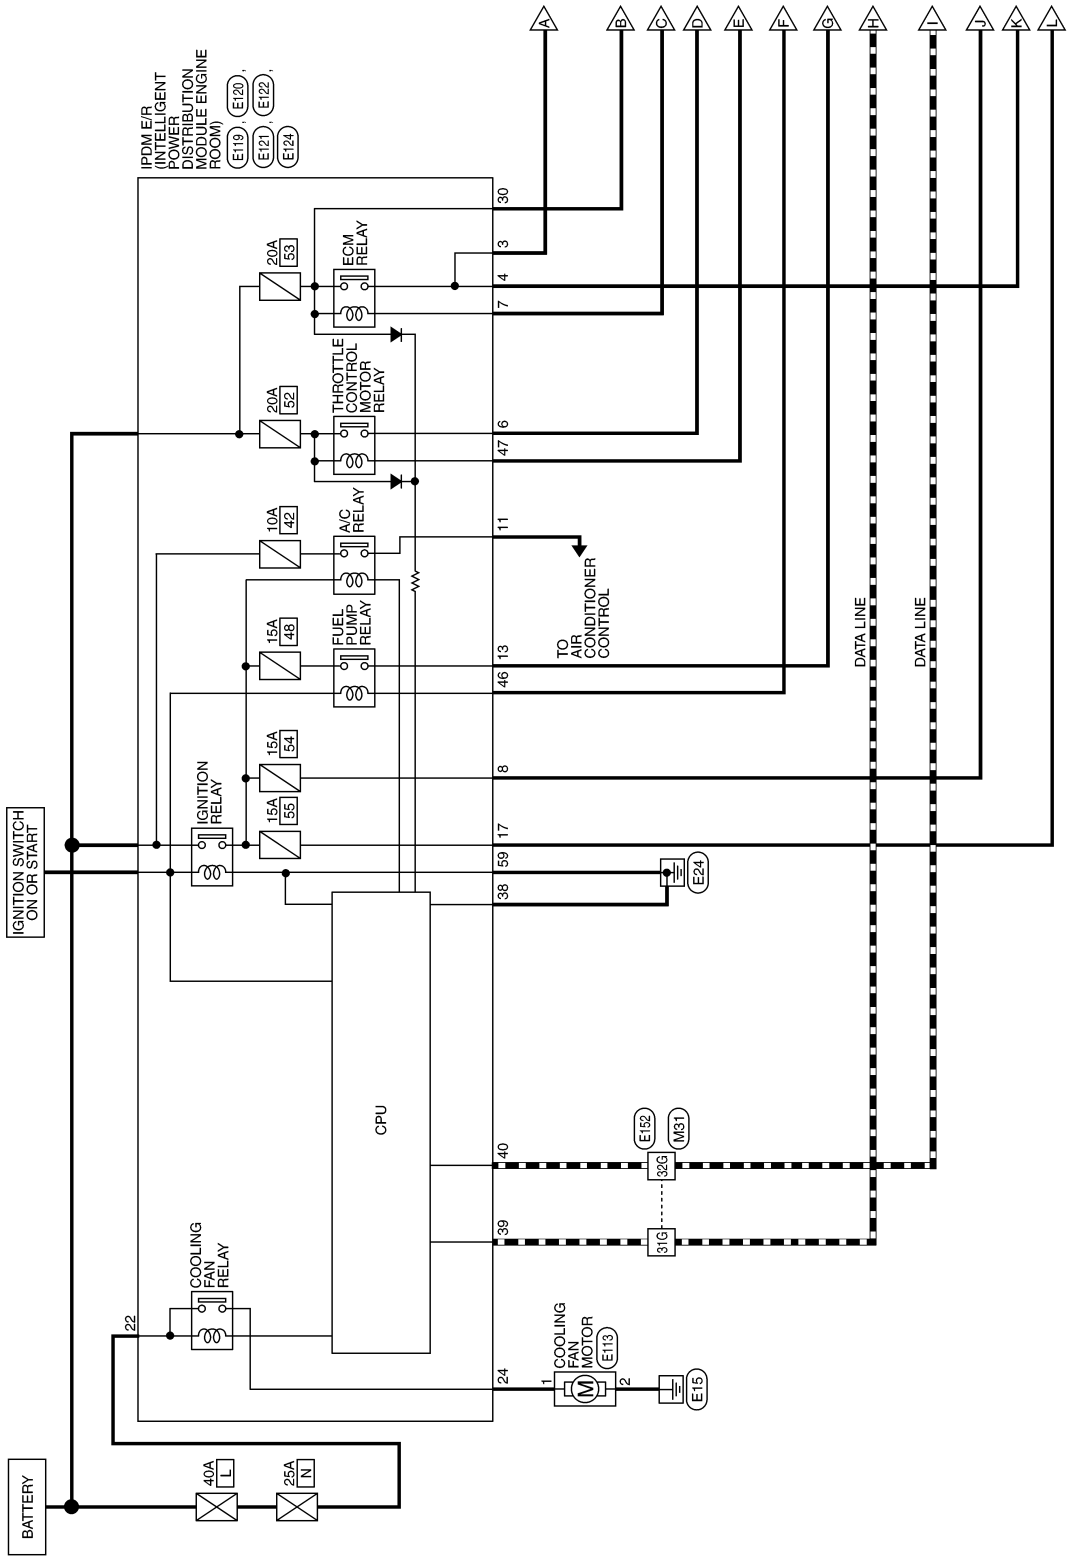 BATTERY
IGNITION SWITCH
ON OR START
40A
L
25A
N
22
COOLING
FAN
RELAY
IGNITION
RELAY
15A
55
15A
54
15A
48
10A
42
20A
52
20A
53
FUEL
PUMP
RELAY
A/C
RELAY
THROTTLE
CONTROL
MOTOR
RELAY
ECM
RELAY
IPDM E/R
(INTELLIGENT
POWER
DISTRIBUTION
MODULE ENGINE
ROOM)
E119 , E120 ,
E121 , E122 ,
E124
CPU
24
39
40
38
59
17
8
46
13
11
47
6
7
4
3
30
1
COOLING
FAN
MOTOR
E113
M
2
E15
31G
32G
E152
M31
E24
TO
AIR
CONDITIONER
CONTROL
DATA LINE
DATA LINE
A
B
C
D
E
F
G
H
I
J
K
L